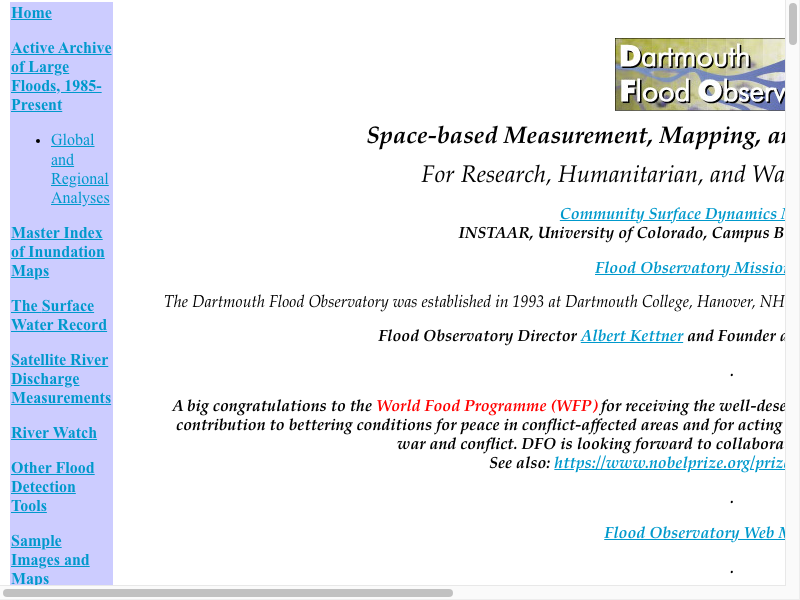 Home
Active Archive
of Large
Floods, 1985-
Present
Global
and
Regional
Analyses
Master Index
of Inundation
Maps
The Surface
Water Record
Satellite River
Discharge
Measurements
River Watch
Other Flood
Detection
Tools
Sample
Images and
Maps
Dartmouth
Flood Observ
Space-based Measurement, Mapping, an
For Research, Humanitarian, and Wa
Community Surface Dynamics
INSTAAR, University of Colorado, Campus B
Flood Observatory Mission
The Dartmouth Flood Observatory was established in 1993 at Dartmouth College, Hanover, NH
Flood Observatory Director Albert Kettner and Founder a
.
A big congratulations to the World Food Programme (WFP) for receiving the well-dese
contribution to bettering conditions for peace in conflict-affected areas and for acting
war and conflict. DFO is looking forward to collabora
See also: https://www.nobelprize.org/priz
.
Flood Observatory Web M
.